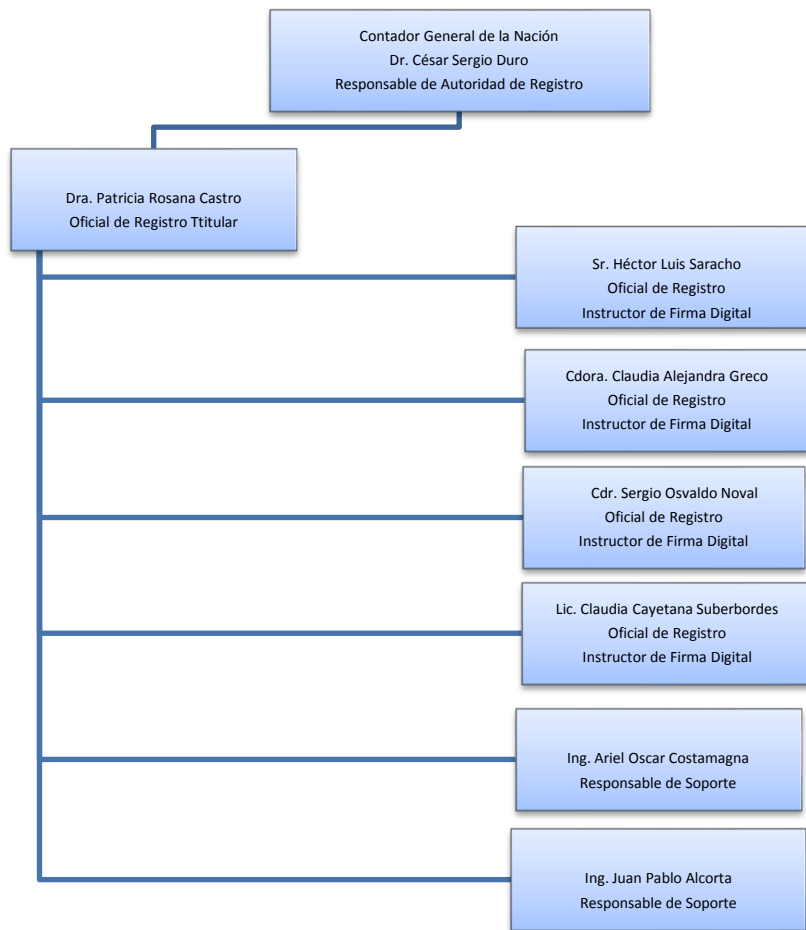 Contador General de la Nación
Dr. César Sergio Duro
Responsable de Autoridad de Registro
Dra. Patricia Rosana Castro
Oficial de Registro Ttitular
Sr. Héctor Luis Saracho
Oficial de Registro
Instructor de Firma Digital
Cdora. Claudia Alejandra Greco
Oficial de Registro
Instructor de Firma Digital
Cdr. Sergio Osvaldo Noval
Oficial de Registro
Instructor de Firma Digital
Lic. Claudia Cayetana Suberbordes
Oficial de Registro
Instructor de Firma Digital
Ing. Ariel Oscar Costamagna
Responsable de Soporte
Ing. Juan Pablo Alcorta
Responsable de Soporte